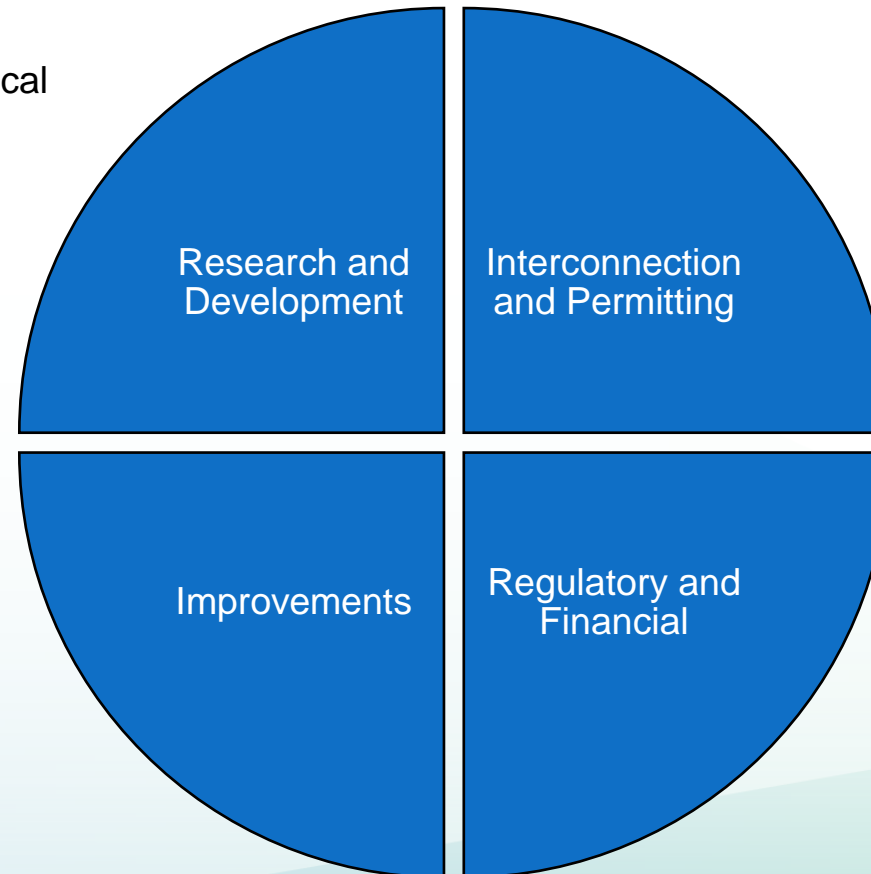 cal
Research and
Development
Interconnection
and Permitting
Improvements
Regulatory and
Financial